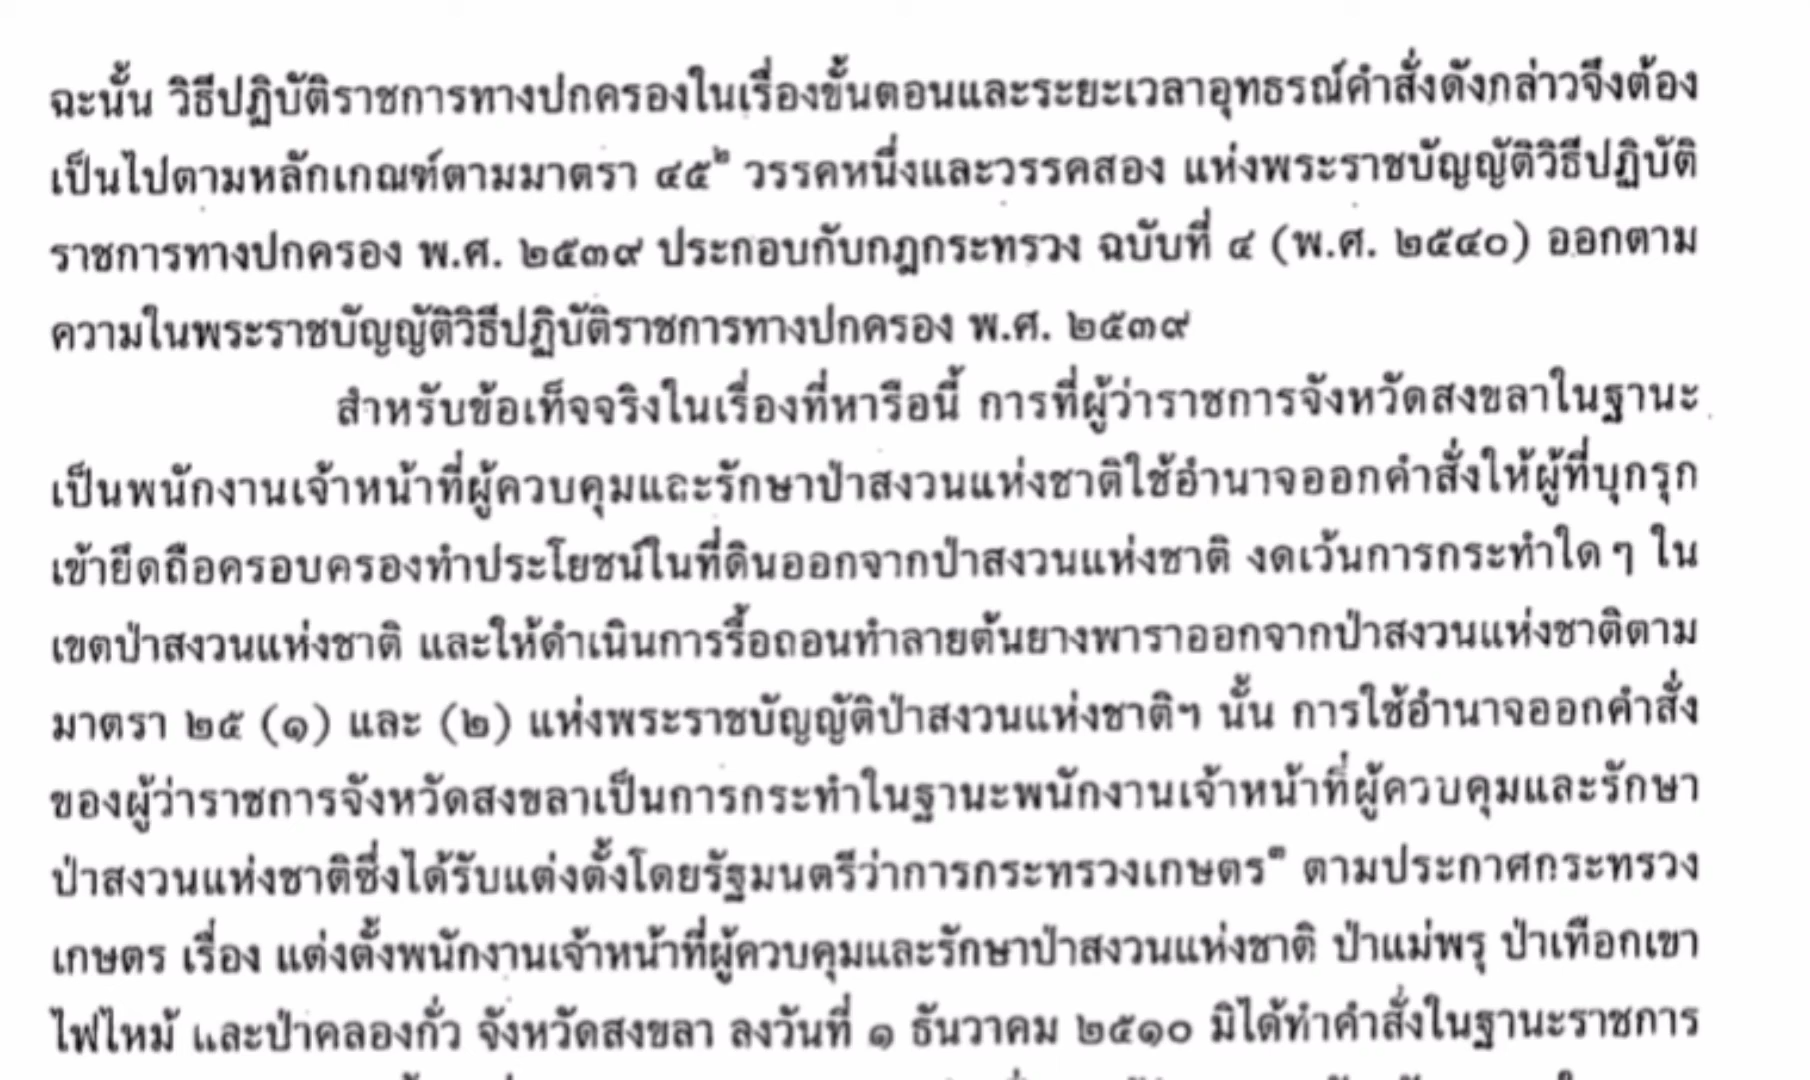 ฉะนั้น วิธีปฏิบัติราชการทางปกครองในเรื่องขั้นตอนและระยะเวลาอุทธรณ์คำสั่งดังกล่าวจึงต้อง
เป็นไปตามหลักเกณฑ์ตามมาตรา ๔๕๒ วรรคหนึ่งและวรรคสอง แห่งพระราชบัญญัติวิธีปฏิบัติ
ราชการทางปกครอง พ.ศ. ๒๕๓๙ ประกอบกับกฎกระทรวง ฉบับที่ ๔ (พ.ศ. ๒๕๔๐) ออกตาม
ความในพระราชบัญญัติวิธีปฏิบัติราชการทางปกครอง พ.ศ. ๒๕๓๙
สำหรับข้อเท็จจริงในเรื่องที่หารือนี้ การที่ผู้ว่าราชการจังหวัดสงขลาในฐานะ
เป็นพนักงานเจ้าหน้าที่ผู้ควบคุมและรักษาป่าสงวนแห่งชาติใช้อำนาจออกคำสั่งให้ผู้ที่บุกรุก
เข้ายึดถือครอบครองทำประโยชน์ในที่ดินออกจากป่าสงวนแห่งชาติ งดเว้นการกระทำใด ๆ ใน
เขตป่าสงวนแห่งชาติ และให้ดำเนินการรื้อถอนทำลายต้นยางพาราออกจากป่าสงวนแห่งชาติตาม
มาตรา ๒๕ (๑) และ (๒) แห่งพระราชบัญญัติป่าสงวนแห่งชาติฯ นั้น การใช้อำนาจออกคำสั่ง
ของผู้ว่าราชการจังหวัดสงขลาเป็นการกระทำในฐานะพนักงานเจ้าหน้าที่ผู้ควบคุมและรักษา
ป่าสงวนแห่งชาติซึ่งได้รับแต่งตั้งโดยรัฐมนตรีว่าการกระทรวงเกษตร๓ ตามประกาศกระทรวง
เกษตร เรื่อง แต่งตั้งพนักงานเจ้าหน้าที่ผู้ควบคุมและรักษาป่าสงวนแห่งชาติ ป่าแม่พรุ ป่าเทือกเขา
ไฟไหม้ และป่าคลองกั่ว จังหวัดสงขลา ลงวันที่ ๑ ธันวาคม ๒๕๑๐ มิได้ทำคำสั่งในฐานะราชการ